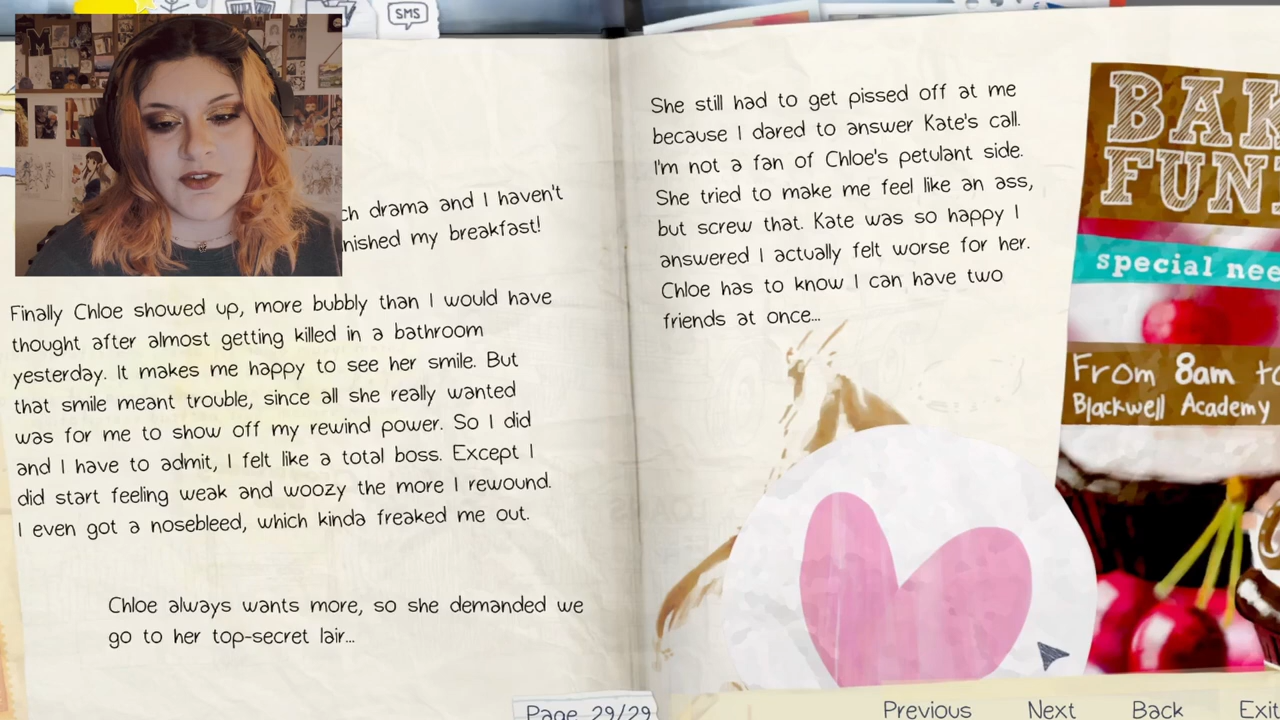 SMS
ch drama and I haven't
nished my breakfast!
Finally Chloe showed up, more bubbly than I would have
thought after almost getting killed in a bathroom
yesterday. It makes me happy to see her smile. But
that smile meant trouble, since all she really wanted
was for me to show off my rewind power. So I did
and I have to admit, I felt like a total boss. Except I
did start feeling weak and woozy the more I rewound.
I even got a nosebleed, which kinda freaked me out.
Chloe always wants more, so she demanded we
go to her top-secret lair...
She still had to get pissed off at me
because I dared to answer Kate's call.
I'm not a fan of Chloe's petulant side.
She tried to make me feel like an ass,
but screw that. Kate was so happy I
answered I actually felt worse for her.
Chloe has to know I can have two
friends at once...
BAK
FUN
special nee
From 8am to
Blackwell Academy
Page 29/29
Previous Next Back Exit